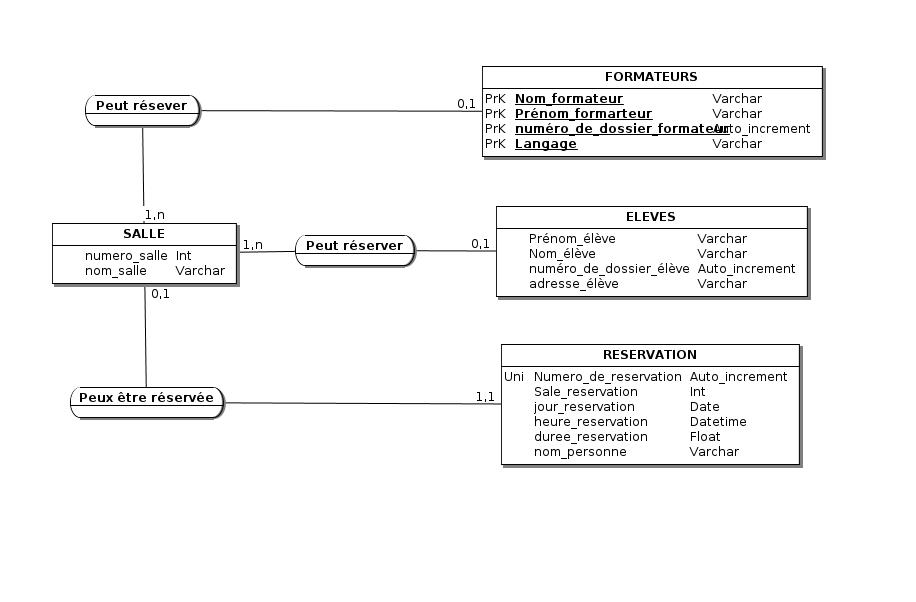 FORMATEURS
PrK Nom_formateur Varchar
PrK Prénom_formarteur Varchar
PrK numéro_de_dossier_formateur Auto_increment
PrK Langage Varchar
Peut résever
0,1
1,n
SALLE
numero_salle Int
nom_salle Varchar
1,n
Peut réserver
0,1
ELEVES
Prénom_élève Varchar
Nom_élève Varchar
numéro_de_dossier_élève Auto_increment
adresse_élève Varchar
0,1
Peux être réservée
1,1
RESERVATION
Uni Numero_de_reservation Auto_increment
Sale_reservation Int
jour_reservation Date
heure_reservation Datetime
duree_reservation Float
nom_personne Varchar